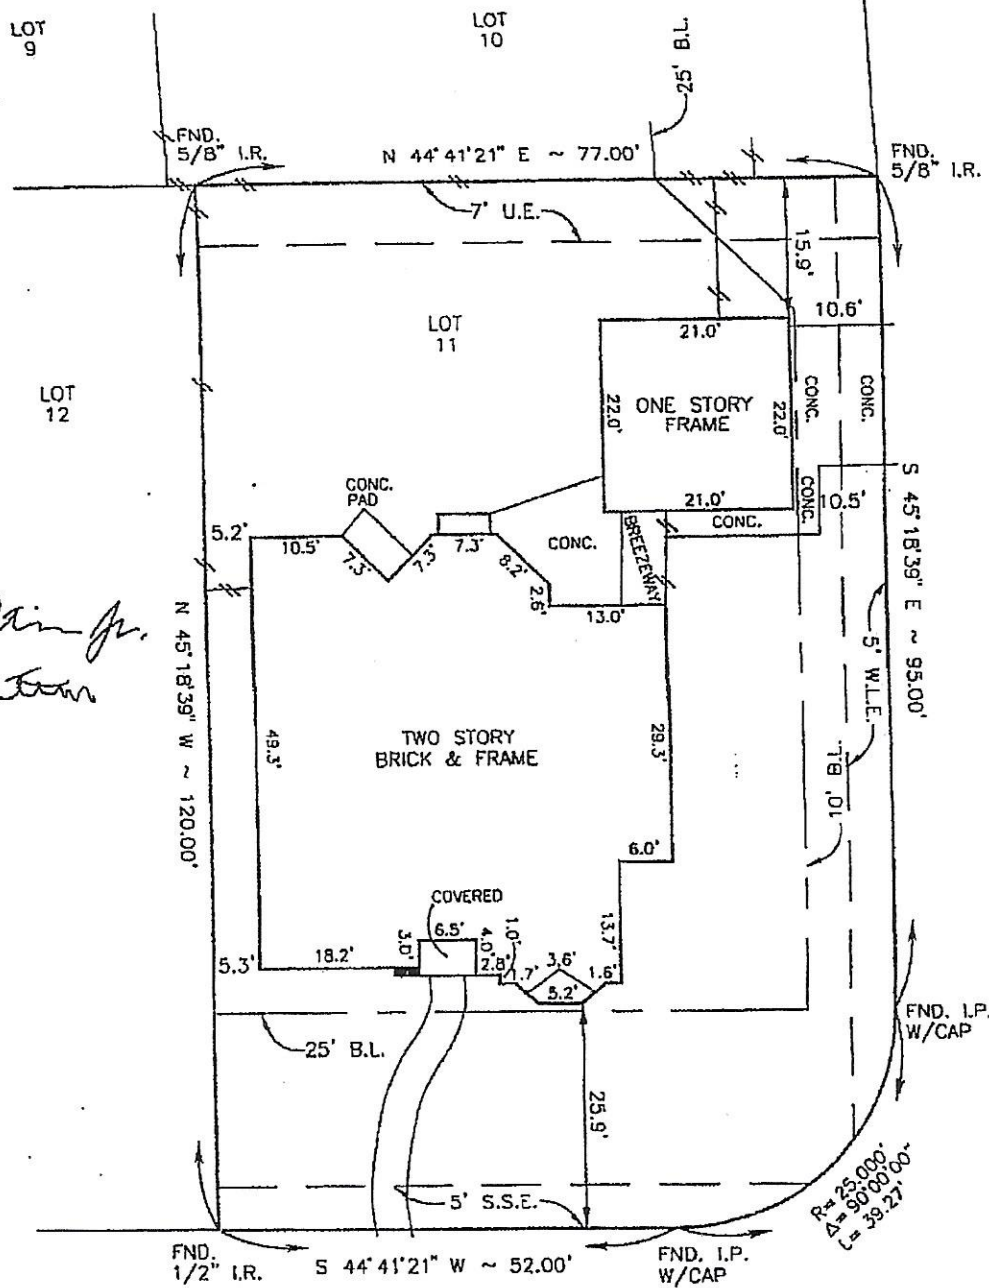 LOT
9
LOT
10
25' B.L.
FND.
5/8" I.R.
N 44°41'21" E ~ 77.00'
FND.
5/8" I.R.
7' U.E.
15.9'
LOT
11
10.6'
21.0'
LOT
12
22.0'
ONE STORY
FRAME
22.0'
CONC.
CONC.
CONC.
PAD
CONC.
21.0'
10.5'
S 45°18'39" E ~ 95.00'
5.2'
10.5'
7.3'
7.3'
7.3'
8.2'
2.6'
CONC.
BREEZEWAY
CONC.
13.0'
N 45°18'39" W ~ 120.00'
Jr.
5' W.L.E.
49.3'
TWO STORY
BRICK & FRAME
29.3'
10' B.L.
6.0'
COVERED
13.7'
5.3'
18.2'
3.0'
6.5'
4.0'
2.8'
1.0'
1.7'
3.6'
5.2'
1.6'
25' B.L.
FND. I.P.
W/CAP
25.9'
5' S.S.E.
R= 25.000'
Δ= 90°00'00"
L= 39.27'
FND.
1/2" I.R.
S 44°41'21" W ~ 52.00'
FND. I.P.
W/CAP